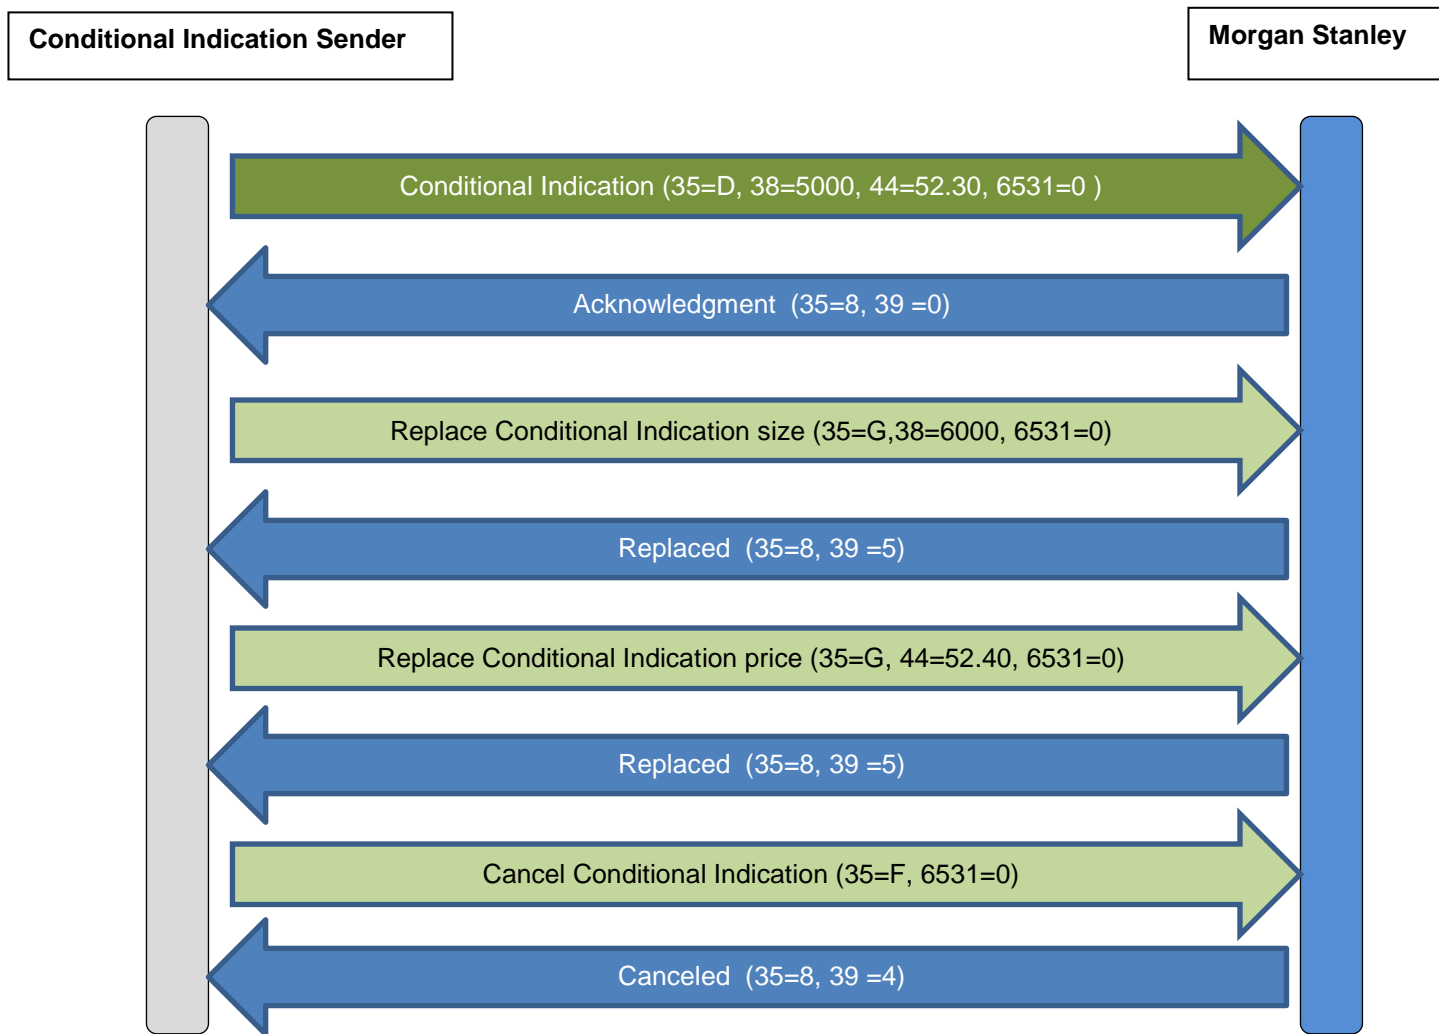 Conditional Indication Sender
Morgan Stanley
Conditional Indication (35=D, 38=5000, 44=52.30, 6531=0 )
Acknowledgment  (35=8, 39 =0)
Replace Conditional Indication size (35=G,38=6000, 6531=0)
Replaced  (35=8, 39 =5)
Replace Conditional Indication price (35=G, 44=52.40, 6531=0)
Replaced  (35=8, 39 =5)
Cancel Conditional Indication (35=F, 6531=0)
Canceled  (35=8, 39 =4)